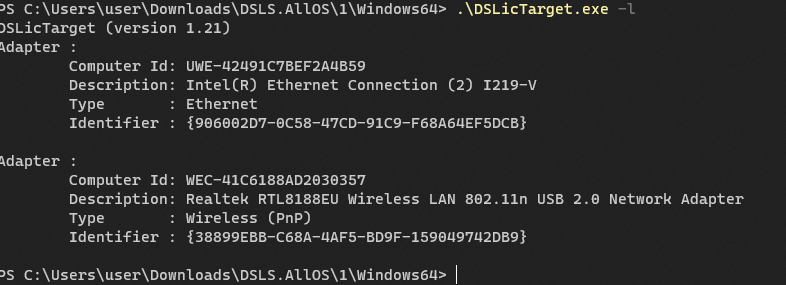 PS C:\Users\user\Downloads\DSLS.AllOS\1\Windows64> .\DSLicTarget.exe -l
DSLicTarget (version 1.21)
Adapter :
Computer Id: UWE-42491C7BEF2A4B59
Description: Intel(R) Ethernet Connection (2) I219-V
Type : Ethernet
Identifier : {906002D7-0C58-47CD-91C9-F68A64EF5DCB}
Adapter :
Computer Id: WEC-41C6188AD2030357
Description: Realtek RTL8188EU Wireless LAN 802.11n USB 2.0 Network Adapter
Type : Wireless (PnP)
Identifier : {38899EBB-C68A-4AF5-BD9F-159049742DB9}
PS C:\Users\user\Downloads\DSLS.AllOS\1\Windows64>